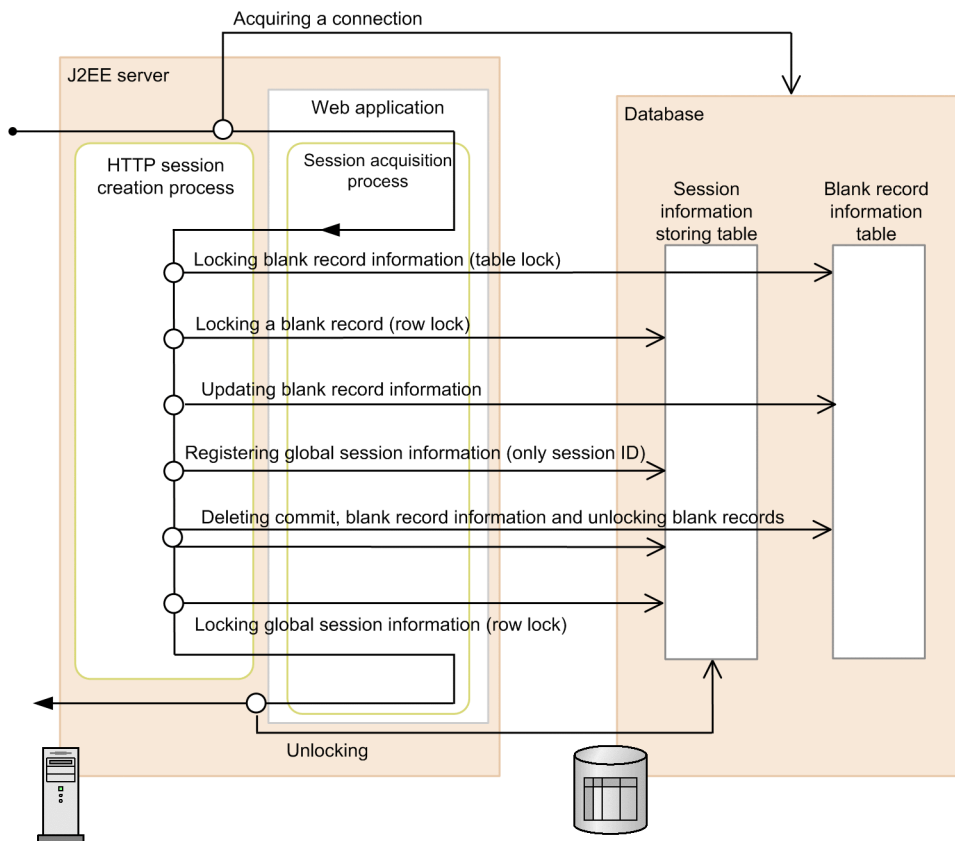 Acquiring a connection
J2EE server
Web application
Database
HTTP session
creation process
Session acquisition
process
Session
information
storing table
Blank record
information
table
Locking blank record information (table lock)
Locking a blank record (row lock)
Updating blank record information
Registering global session information (only session ID)
Deleting commit, blank record information and unlocking blank records
Locking global session information (row lock)
Unlocking